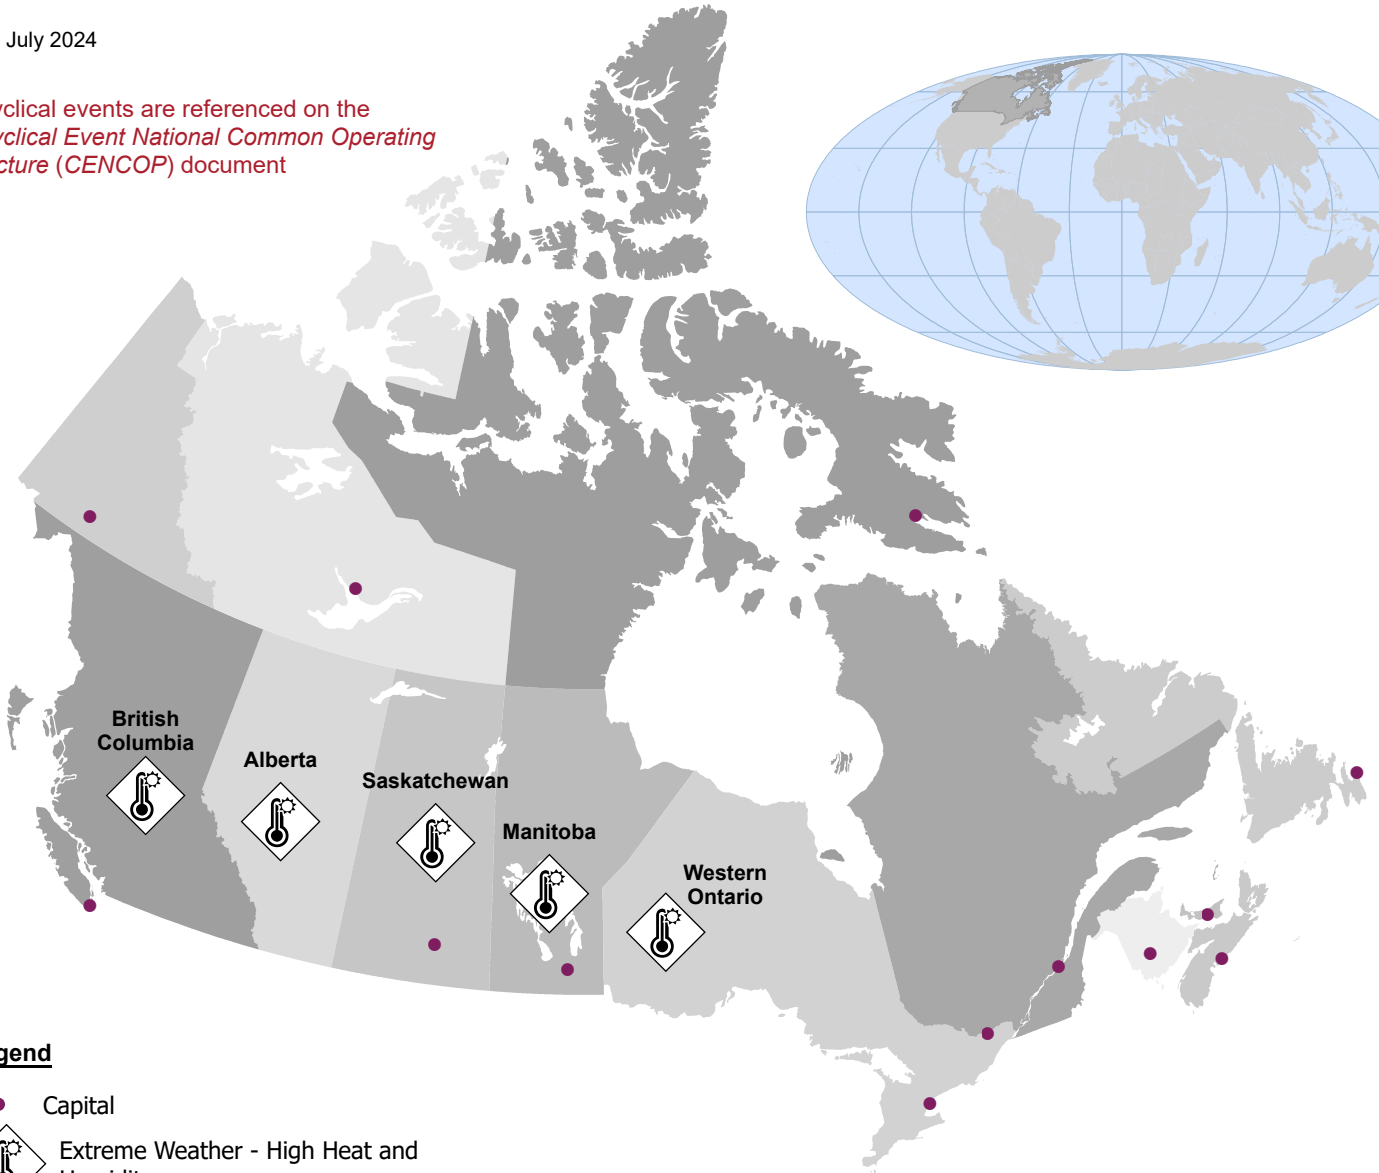 July 2024
yclical events are referenced on the
yclical Event National Common Operating
cture (CENCOP) document
British
Columbia
Alberta
Saskatchewan
Manitoba
Western
Ontario
gend
Capital
Extreme Weather - High Heat and